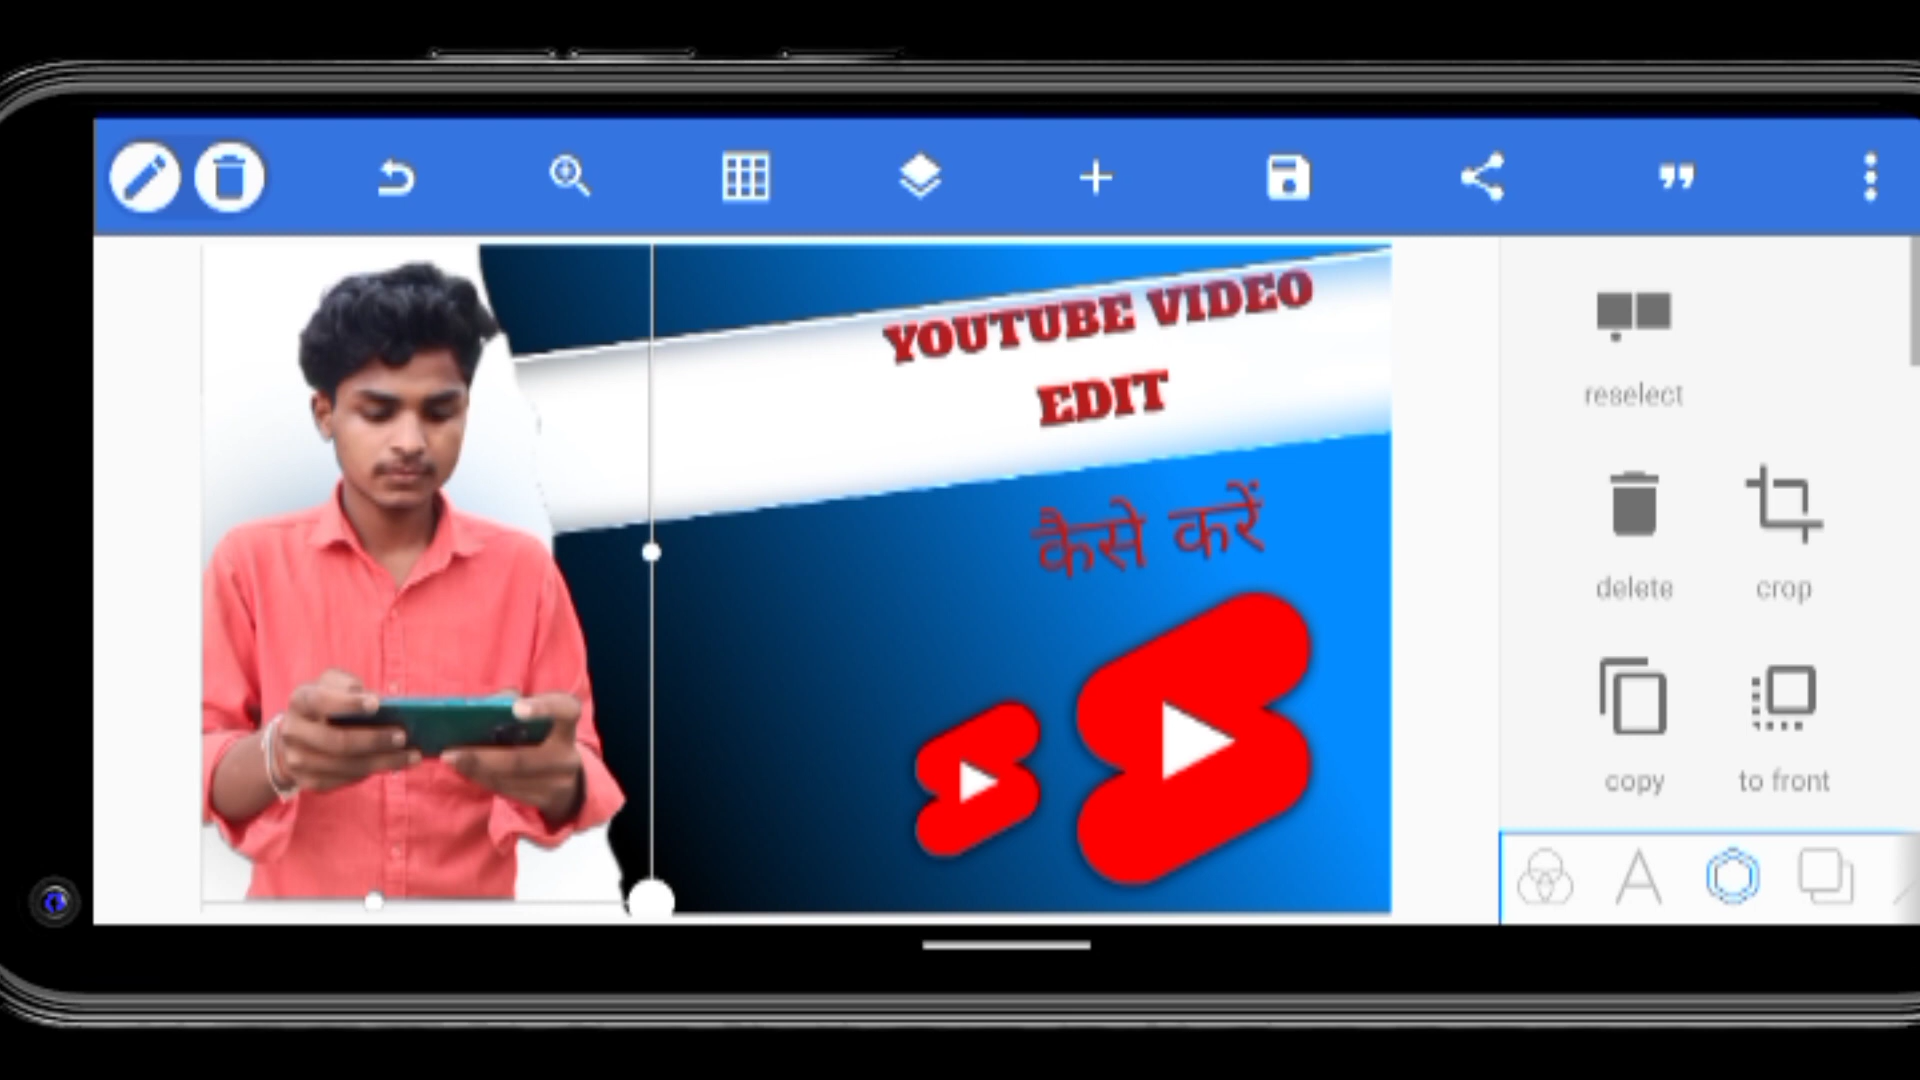 YOUTUBE VIDEO
EDIT
कैसे करें
reselect
delete
crop
copy
to front